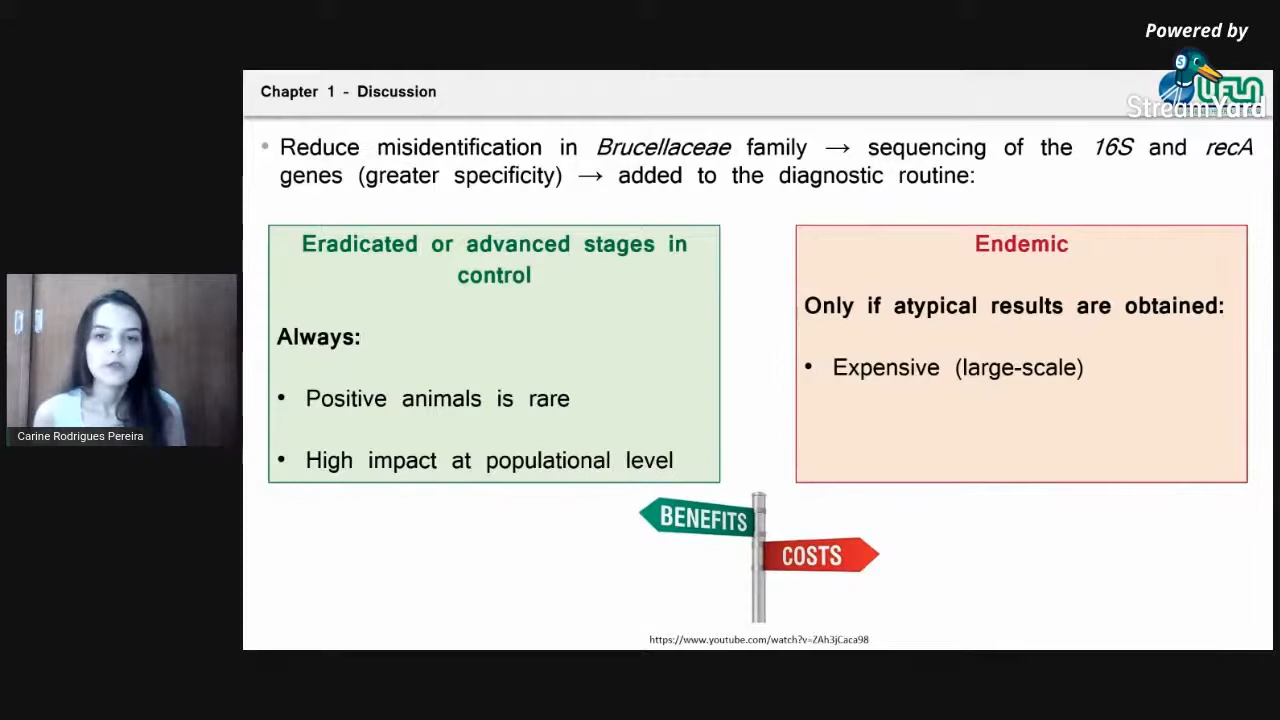 Powered by
StreamYard
Chapter 1 - Discussion
Reduce misidentification in Brucellaceae family → sequencing of the 16S and recA
genes (greater specificity) → added to the diagnostic routine:
Eradicated or advanced stages in
control
Always:
• Positive animals is rare
• High impact at populational level
Endemic
Only if atypical results are obtained:
• Expensive (large-scale)
Carine Rodrigues Pereira
BENEFITS
COSTS
https://www.youtube.com/watch?v=ZAh3jCaca98